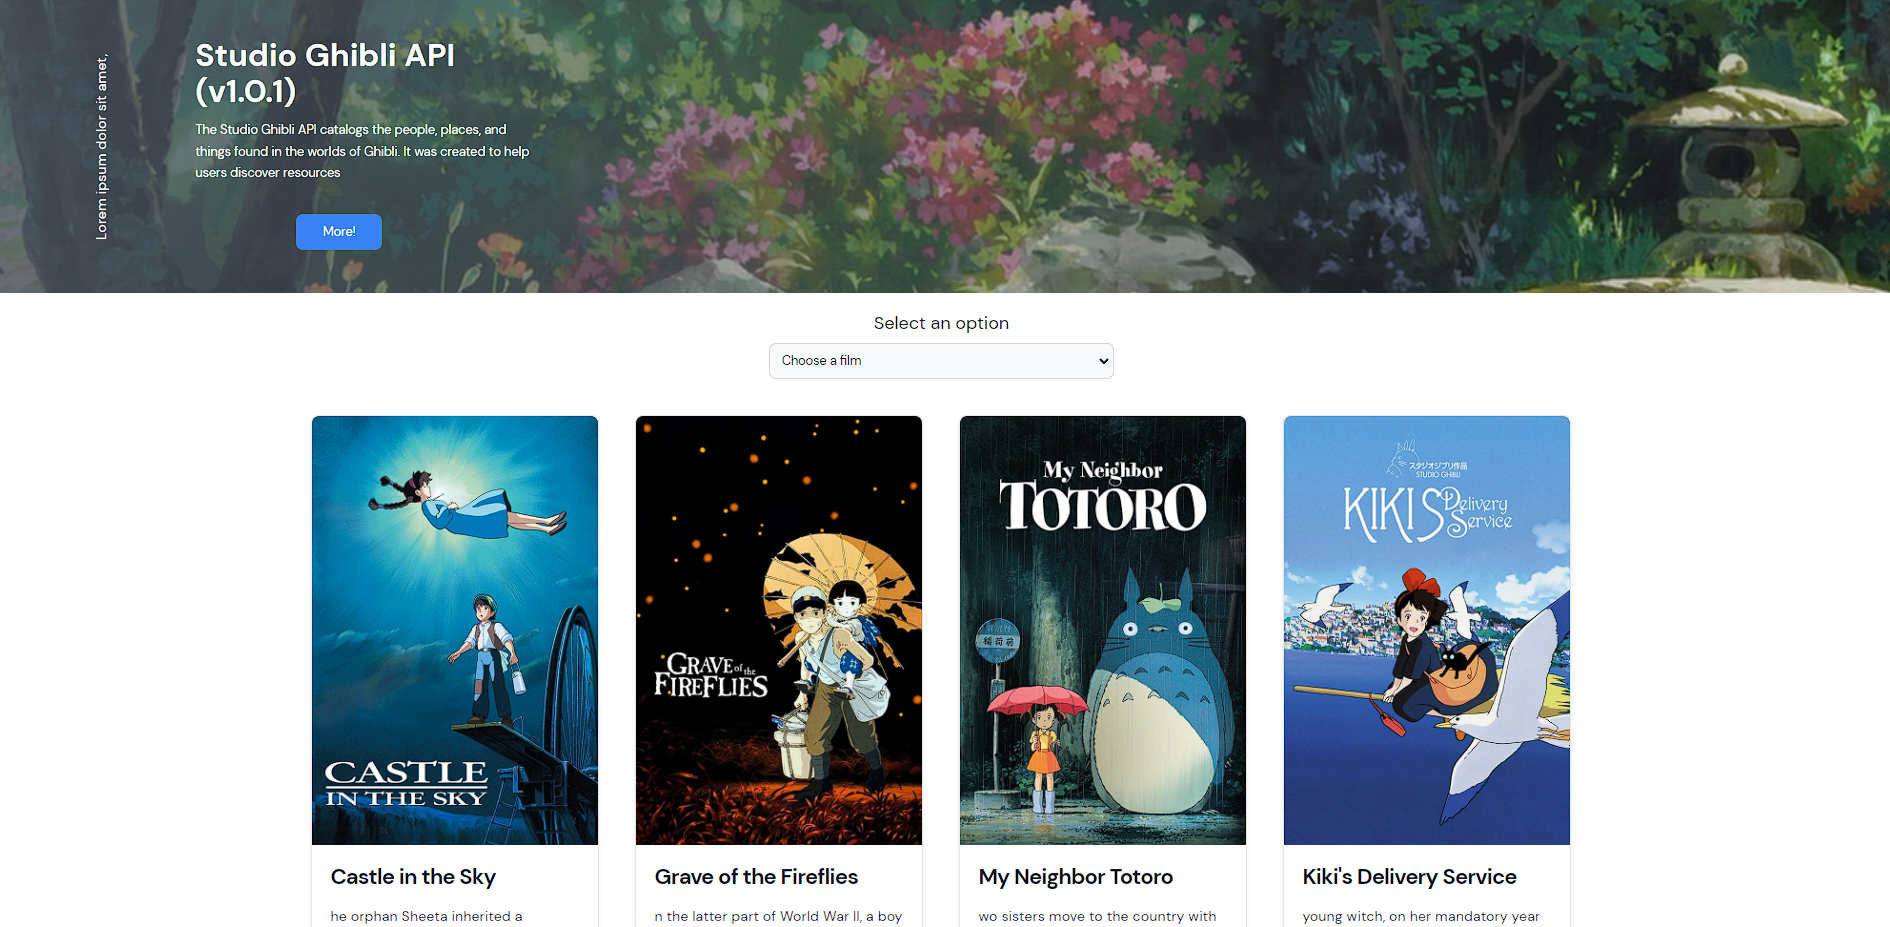 Lorem ipsum dolor sit amet,
Studio Ghibli API
(v1.0.1)
The Studio Ghibli API catalogs the people, places, and
things found in the worlds of Ghibli. It was created to help
users discover resources
More!
Select an option
Choose a film
CASTLE
IN THE SKY
GRAVE of the
FIREFLIES
My Neighbor
TOTORO
稲荷前
スタジオジブリ作品
STUDIO GHIBLI
KIKI'S Delivery
Service
Castle in the Sky
he orphan Sheeta inherited a
Grave of the Fireflies
n the latter part of World War II, a boy
My Neighbor Totoro
wo sisters move to the country with
Kiki's Delivery Service
young witch, on her mandatory year